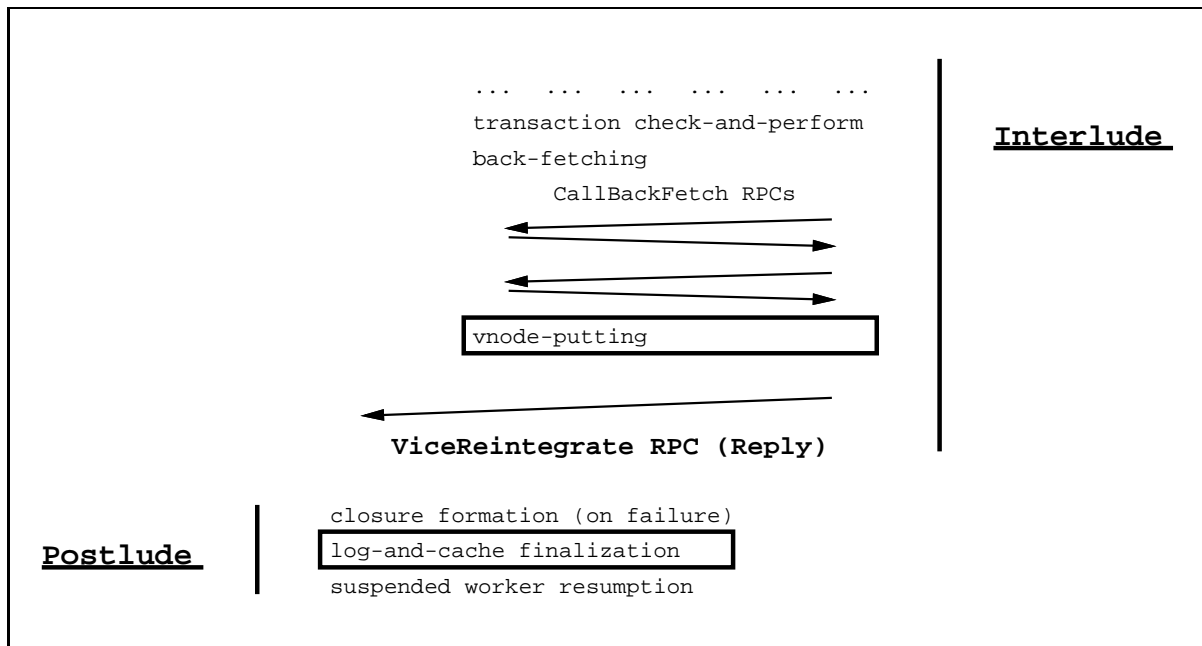 ... ... ... ... ... ...
transaction check-and-perform
Interlude
back-fetching
CallBackFetch RPCs
vnode-putting
ViceReintegrate RPC (Reply)
closure formation (on failure)
Postlude
log-and-cache finalization
suspended worker resumption